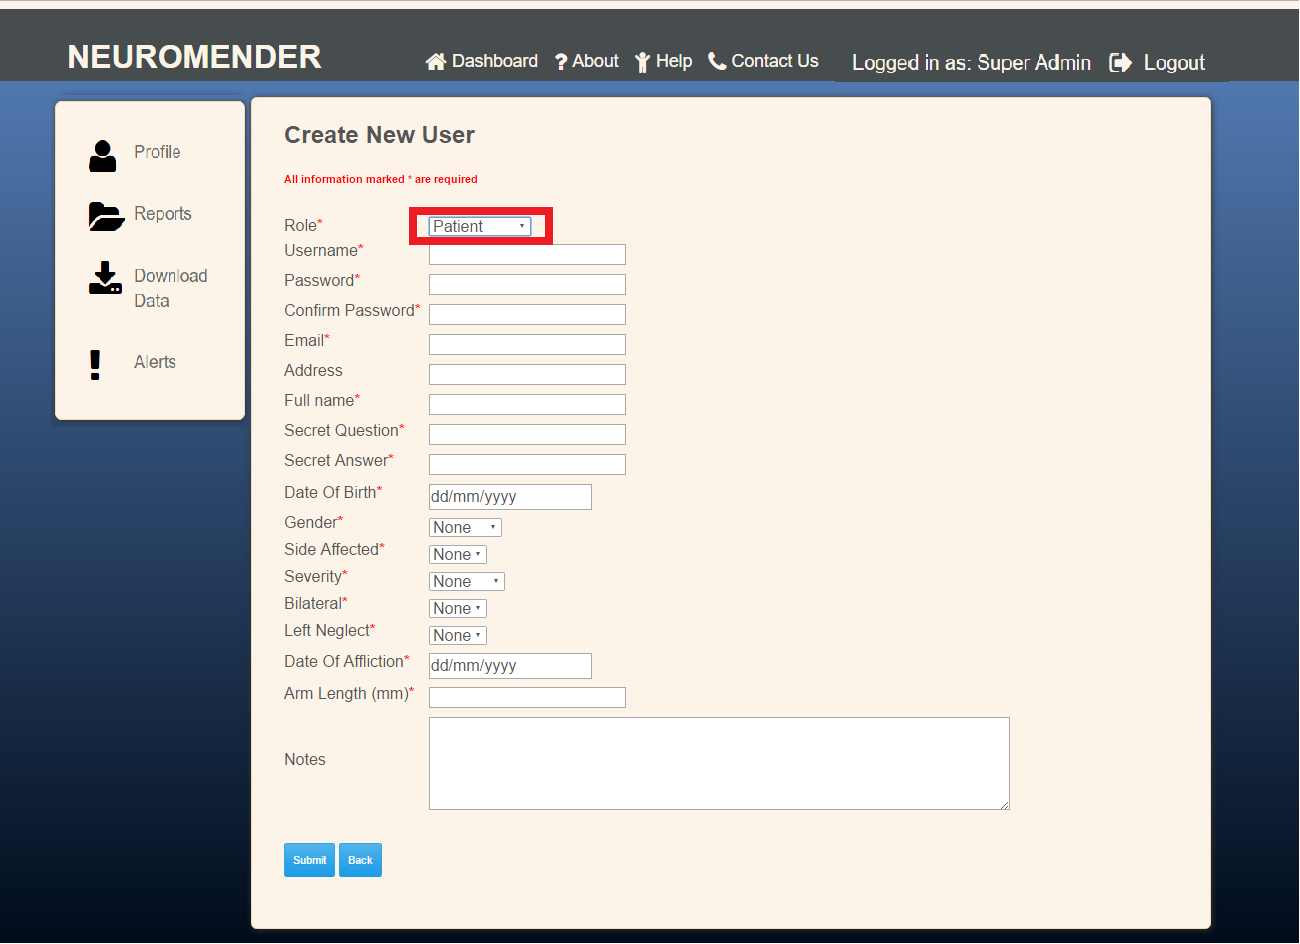 NEUROMENDER
Dashboard ? About Help Contact Us Logged in as: Super Admin Logout
Profile
Reports
Download
Data
! Alerts
Create New User
All information marked * are required
Role* Patient
Username*
Password*
Confirm Password*
Email*
Address
Full name*
Secret Question*
Secret Answer*
Date Of Birth* dd/mm/yyyy
Gender* None
Side Affected* None
Severity* None
Bilateral* None
Left Neglect* None
Date Of Affliction* dd/mm/yyyy
Arm Length (mm)*
Notes
Submit Back